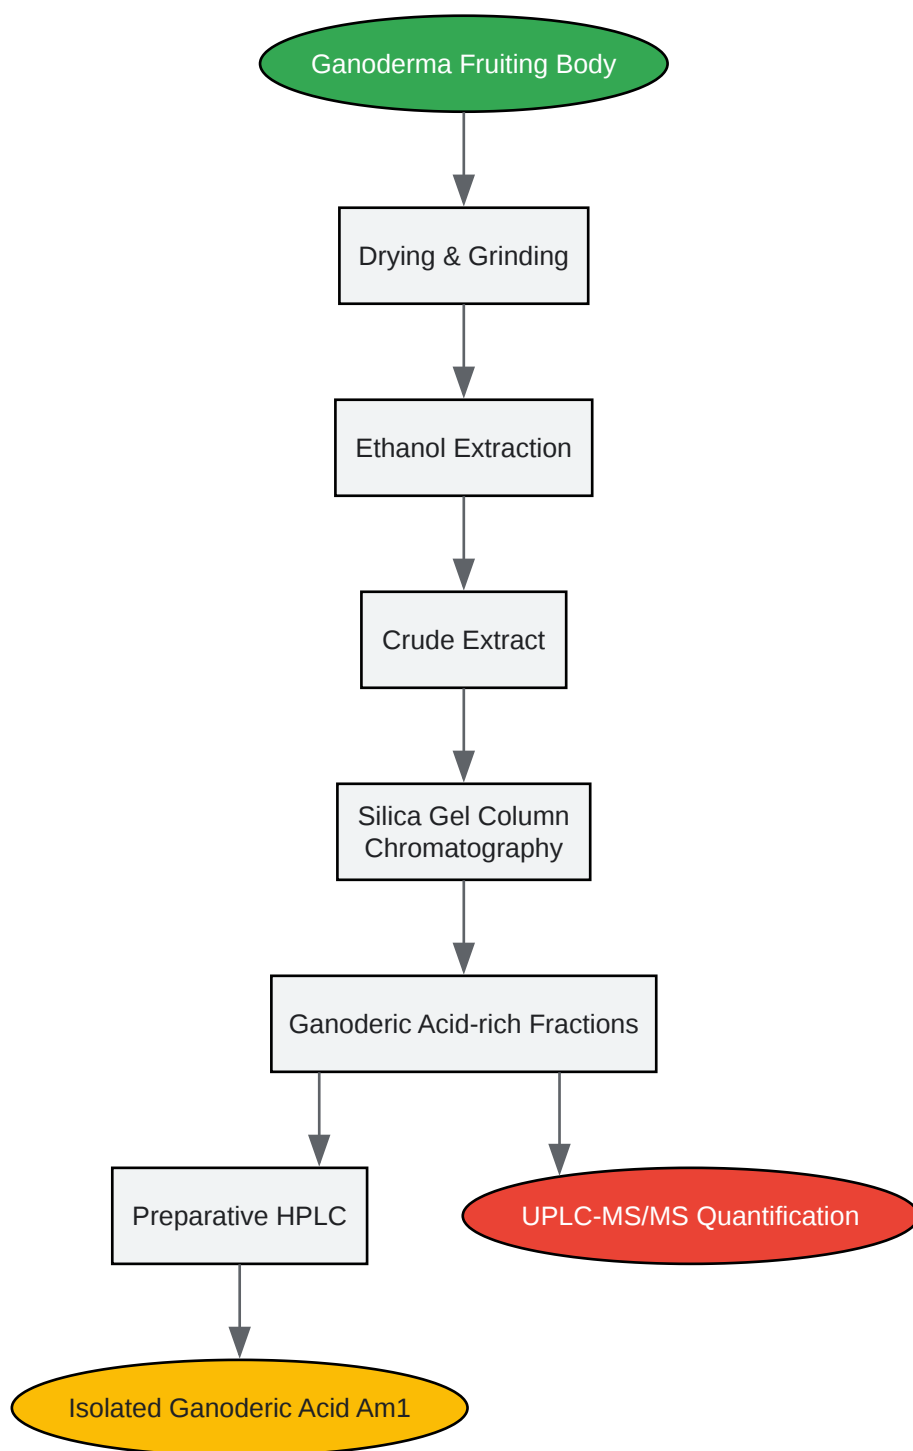 Ganoderma Fruiting Body
Drying & Grinding
Ethanol Extraction
Crude Extract
Silica Gel Column
Chromatography
Ganoderic Acid-rich Fractions
Preparative HPLC
UPLC-MS/MS Quantification
Isolated Ganoderic Acid Am1